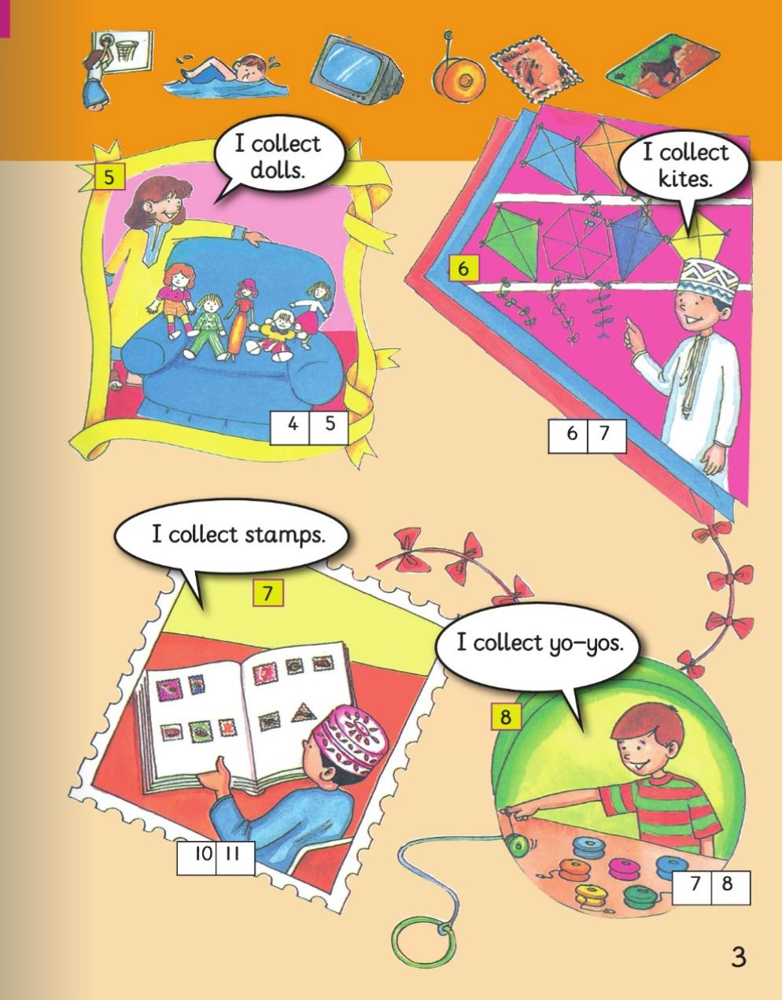 I collect
dolls.
5
4 5
I collect
kites.
6
6 7
I collect stamps.
7
10 11
I collect yo-yos.
8
7 8
3